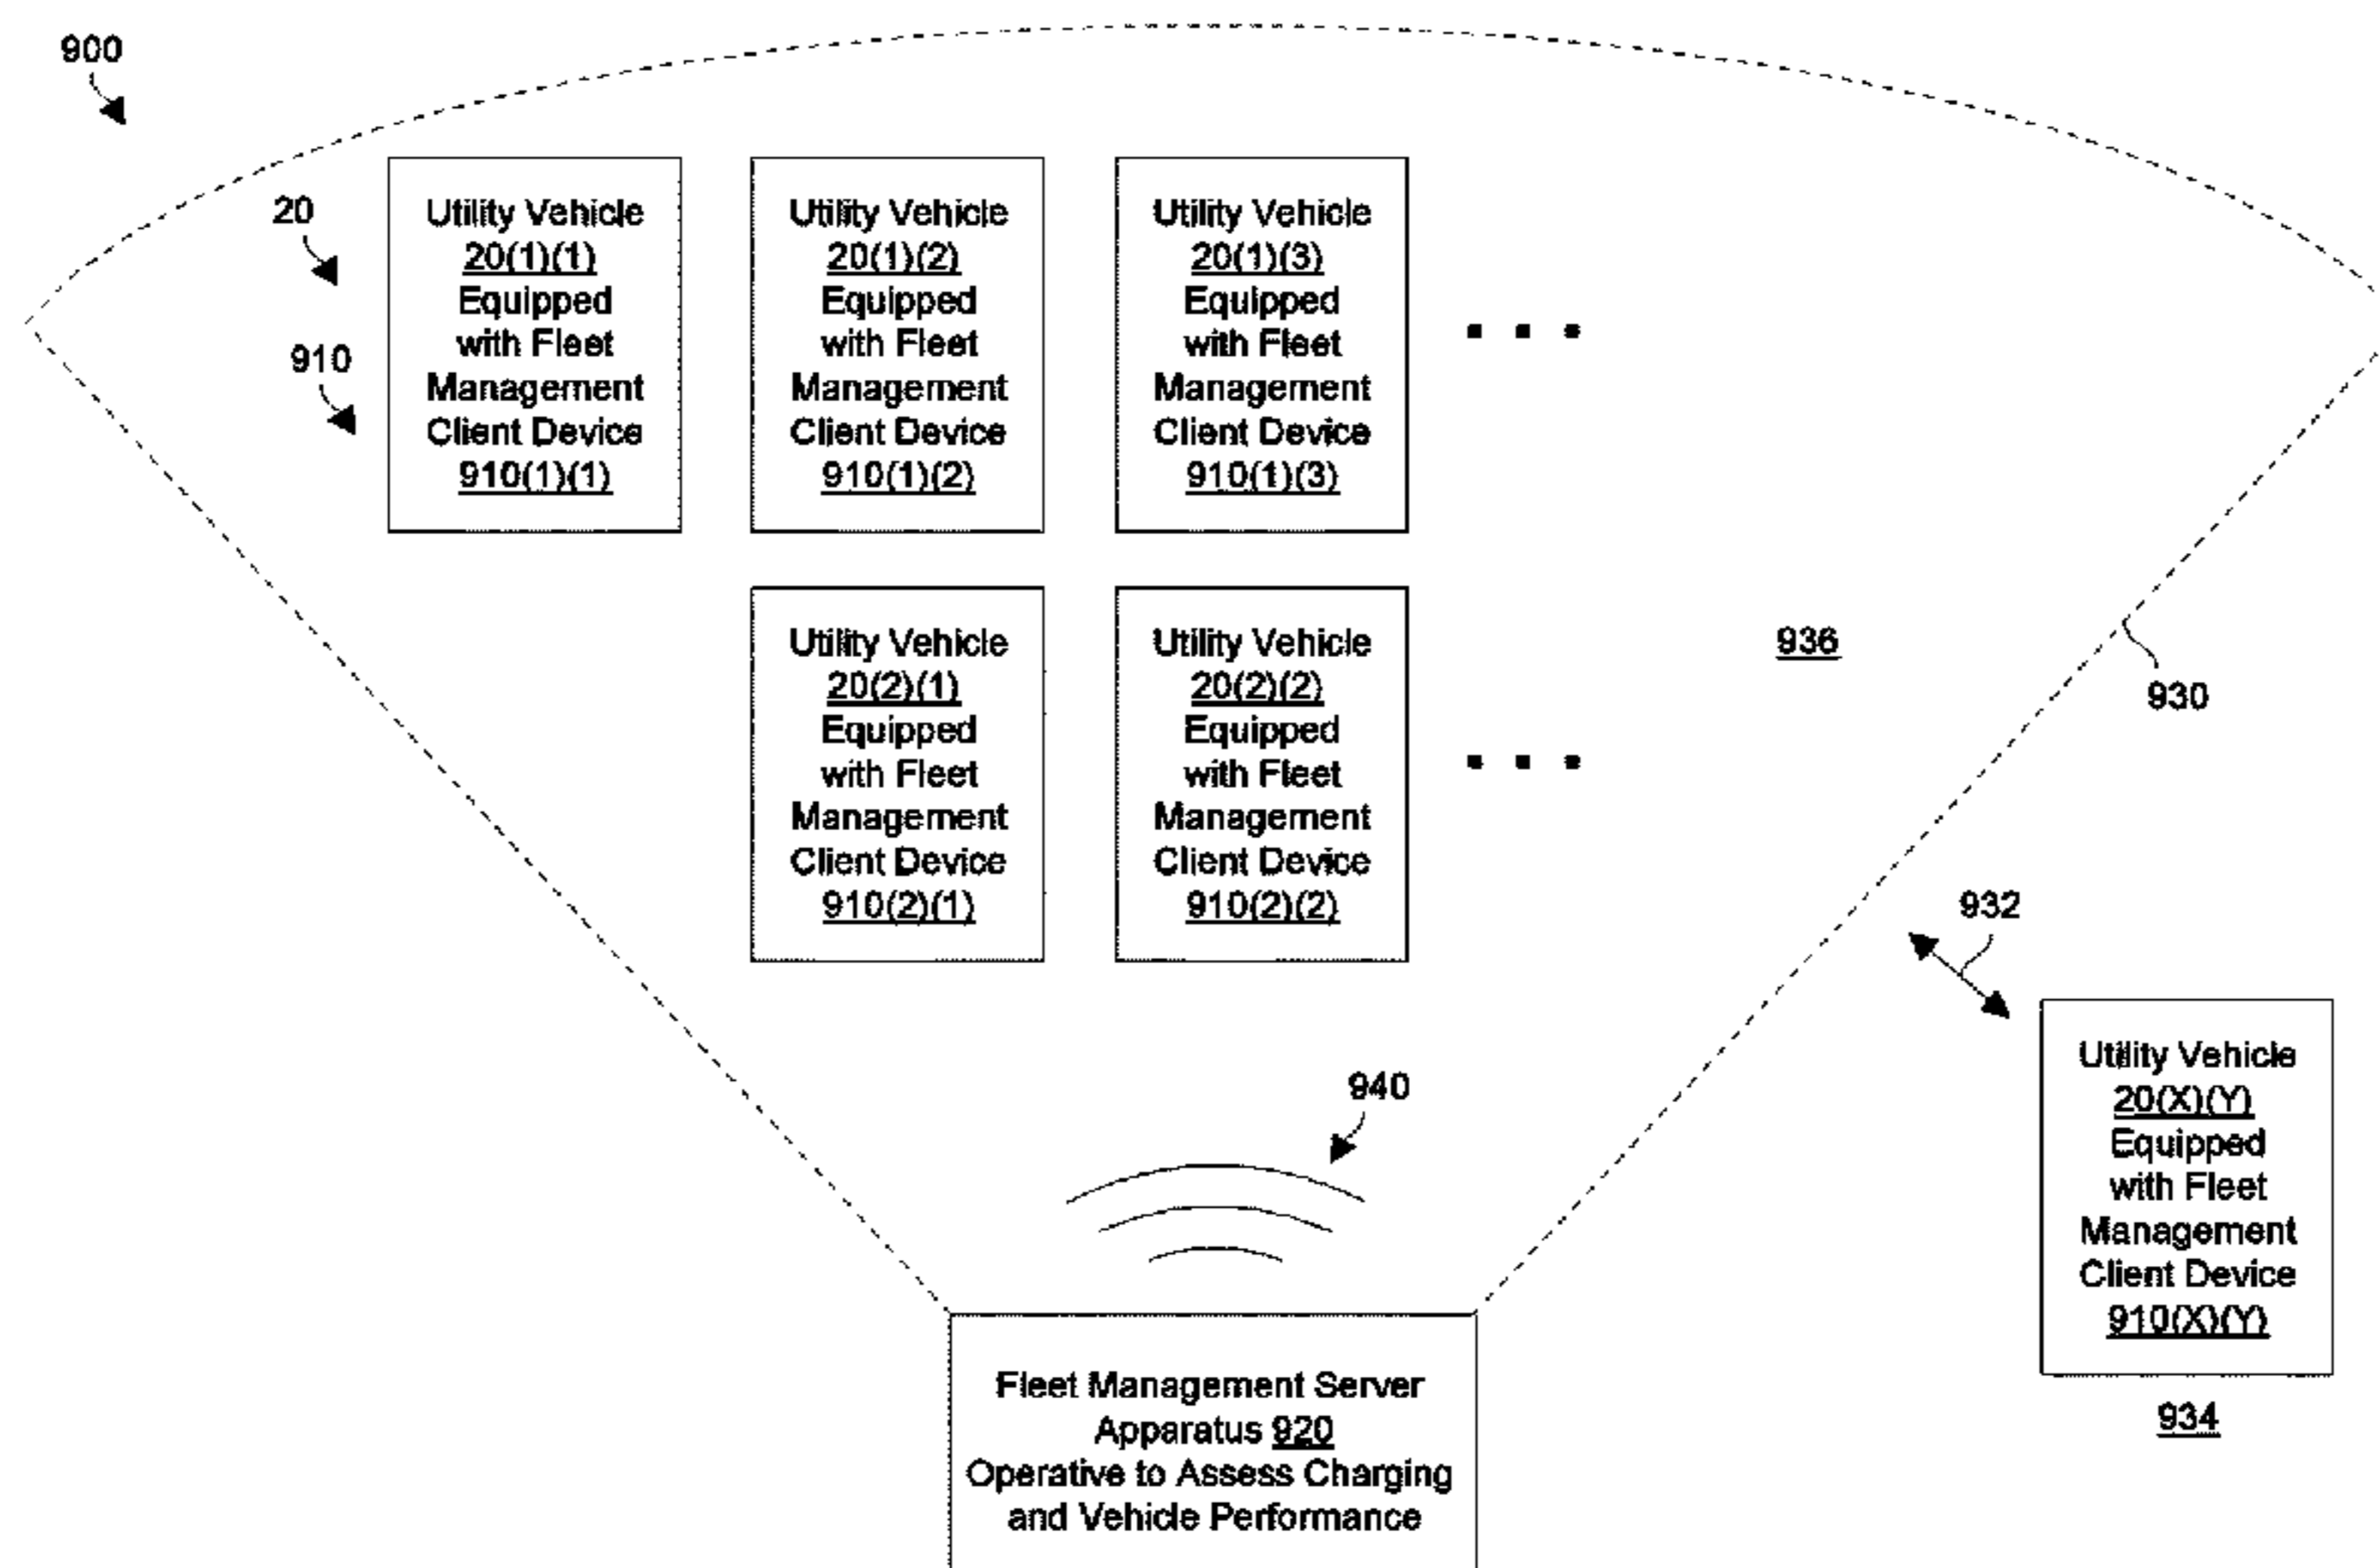 900
20
910
Utility Vehicle
20(1)(1)
Equipped
with Fleet
Management
Client Device
910(1)(1)
Utility Vehicle
20(1)(2)
Equipped
with Fleet
Management
Client Device
910(1)(2)
Utility Vehicle
20(1)(3)
Equipped
with Fleet
Management
Client Device
910(1)(3)
Utility Vehicle
20(2)(1)
Equipped
with Fleet
Management
Client Device
910(2)(1)
Utility Vehicle
20(2)(2)
Equipped
with Fleet
Management
Client Device
910(2)(2)
936
930
932
940
Utility Vehicle
20(X)(Y)
Equipped
with Fleet
Management
Client Device
910(X)(Y)
934
Fleet Management Server
Apparatus 920
Operative to Assess Charging
and Vehicle Performance